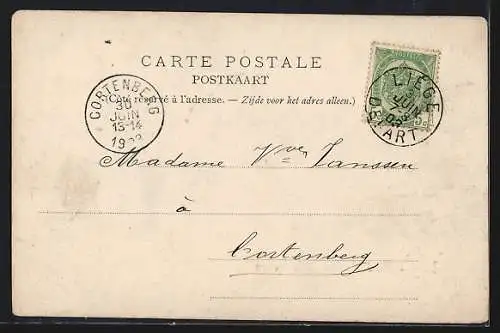 CARTE POSTALE
POSTKAART
(Côté réservé à l'adresse. — Zijde voor het adres alleen.)
CORTENBERG
30
JUIN
13-14
LIEGE
JUIN
DEPART
Madame Vve Janssen
à
Cortenberg